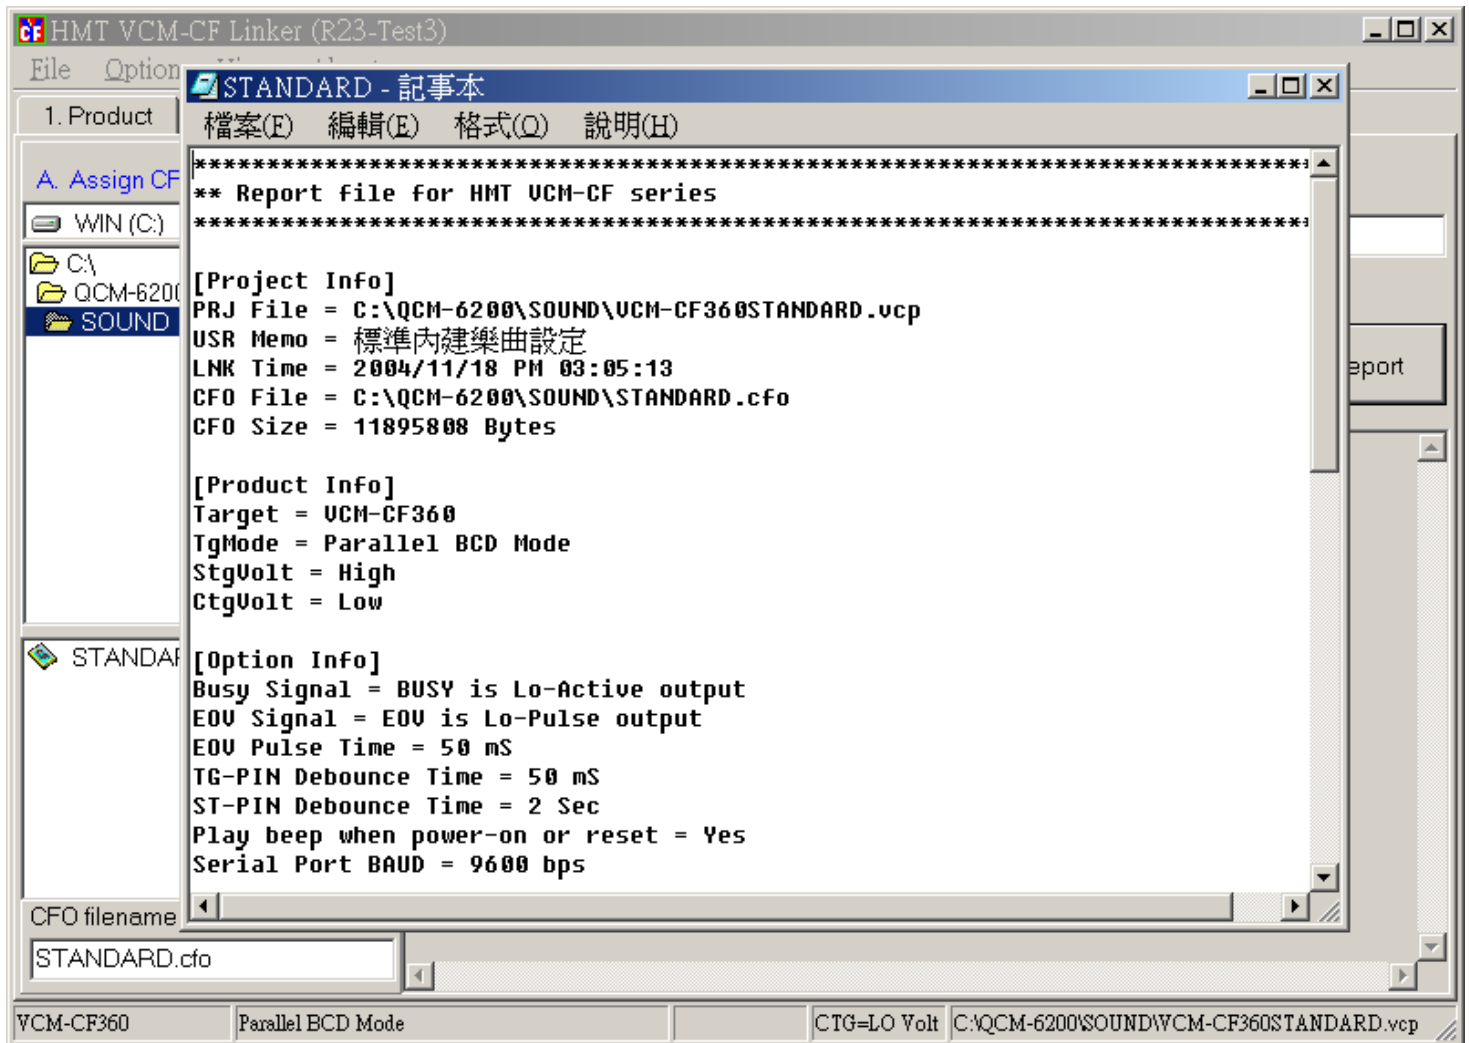 HMT VCM-CF Linker (R23-Test3)
File Option
1. Product
A. Assign CF
WIN (C:)
C:\
QCM-6200
SOUND
STANDAR
CFO filename
STANDARD.cfo
STANDARD - 記事本
檔案(F) 編輯(E) 格式(O) 說明(H)
** Report file for HMT VCM-CF series
[Project Info]
PRJ File = C:\QCM-6200\SOUND\VCM-CF360STANDARD.vcp
USR Memo = 標準內建樂曲設定
LNK Time = 2004/11/18 PM 03:05:13
CFO File = C:\QCM-6200\SOUND\STANDARD.cfo
CFO Size = 11895808 Bytes
[Product Info]
Target = VCM-CF360
TgMode = Parallel BCD Mode
StgVolt = High
CtgVolt = Low
[Option Info]
Busy Signal = BUSY is Lo-Active output
EOV Signal = EOV is Lo-Pulse output
EOV Pulse Time = 50 mS
TG-PIN Debounce Time = 50 mS
ST-PIN Debounce Time = 2 Sec
Play beep when power-on or reset = Yes
Serial Port BAUD = 9600 bps
eport
VCM-CF360 Parallel BCD Mode CTG=LO Volt C:\QCM-6200\SOUND\VCM-CF360STANDARD.vcp